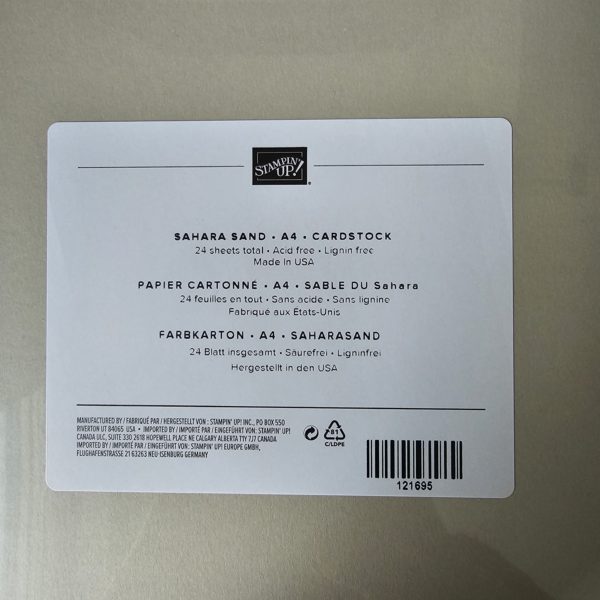 STAMPIN' UP!®
SAHARA SAND • A4 • CARDSTOCK
24 sheets total • Acid free • Lignin free
Made In USA
PAPIER CARTONNÉ • A4 • SABLE DU Sahara
24 feuilles en tout • Sans acide • Sans lignine
Fabriqué aux États-Unis
FARBKARTON • A4 • SAHARASAND
24 Blatt insgesamt • Säurefrei • Ligninfrei
Hergestellt in den USA
MANUFACTURED BY / FABRIQUÉ PAR / HERGESTELLT VON : STAMPIN' UP! INC., PO BOX 550
RIVERTON UT 84065 USA • IMPORTED BY / IMPORTÉ PAR / EINGEFÜHRT VON: STAMPIN' UP!
CANADA ULC, SUITE 330 2618 HOPEWELL PLACE NE CALGARY ALBERTA T1Y 7J7 CANADA
IMPORTED BY / IMPORTÉ PAR / EINGEFÜHRT VON : STAMPIN' UP! EUROPE GMBH,
FLUGHAFENSTRASSE 21 63263 NEU-ISENBURG GERMANY
81
C/LDPE
121695